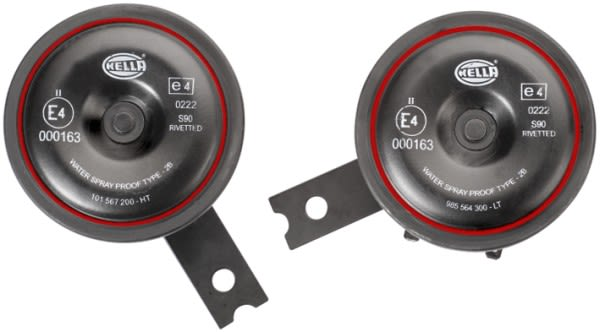 HELLA
II
E4
000163
e4
0222
S90
RIVETTED
WATER SPRAY PROOF TYPE - 2B
101 567 200 - HT
HELLA
II
E4
000163
e4
0222
S90
RIVETTED
WATER SPRAY PROOF TYPE - 2B
985 564 300 - LT